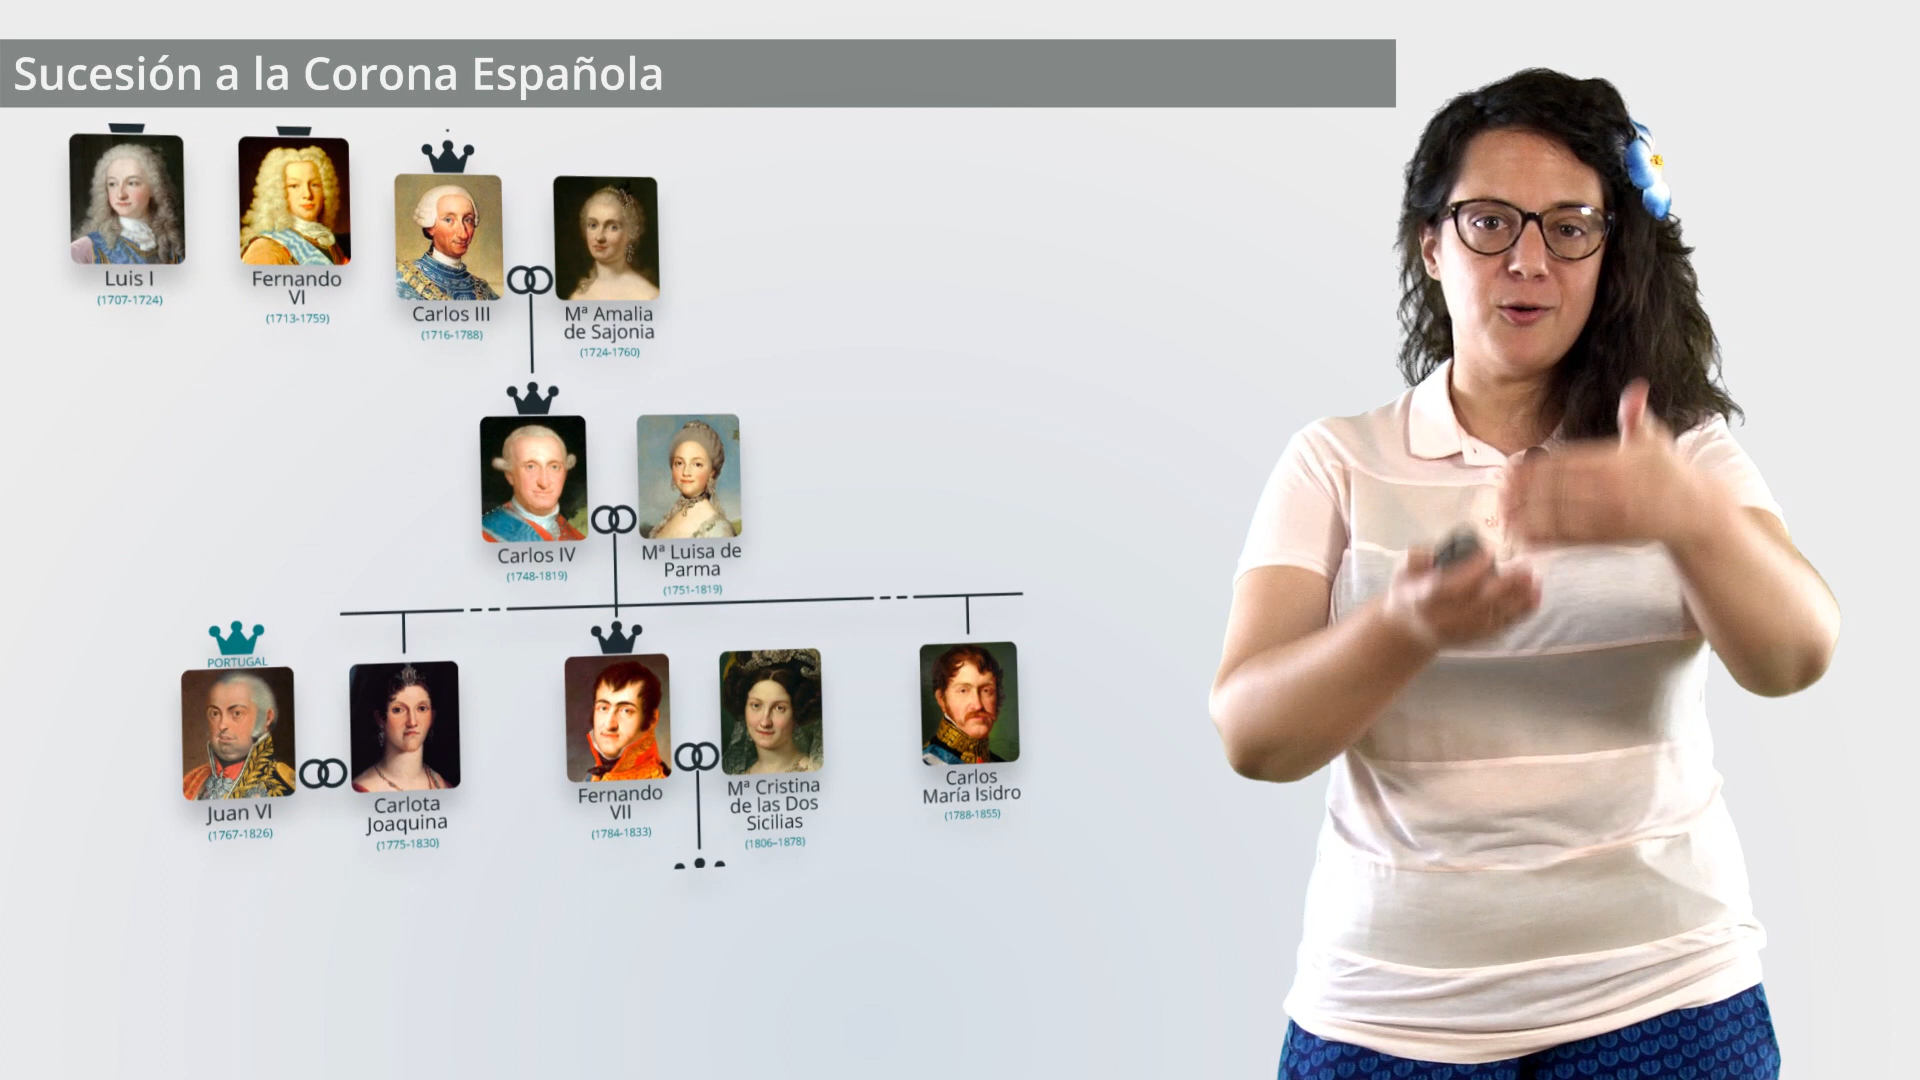 Sucesión a la Corona Española
Luis I
(1707-1724)
Fernando
VI
(1713-1759)
Carlos III
(1716-1788)
Mª Amalia
de Sajonia
(1724-1760)
Carlos IV
(1748-1819)
Mª Luisa de
Parma
(1751-1819)
PORTUGAL
Juan VI
(1767-1826)
Carlota
Joaquina
(1775-1830)
Fernando
VII
(1784-1833)
Mª Cristina
de las Dos
Sicilias
(1806-1878)
Carlos
María Isidro
(1788-1855)